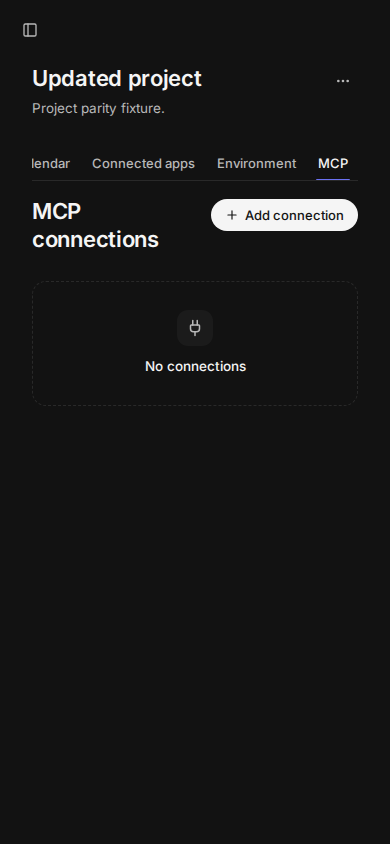 Updated project
Project parity fixture.
lendar Connected apps Environment MCP
MCP
connections
Add connection
No connections